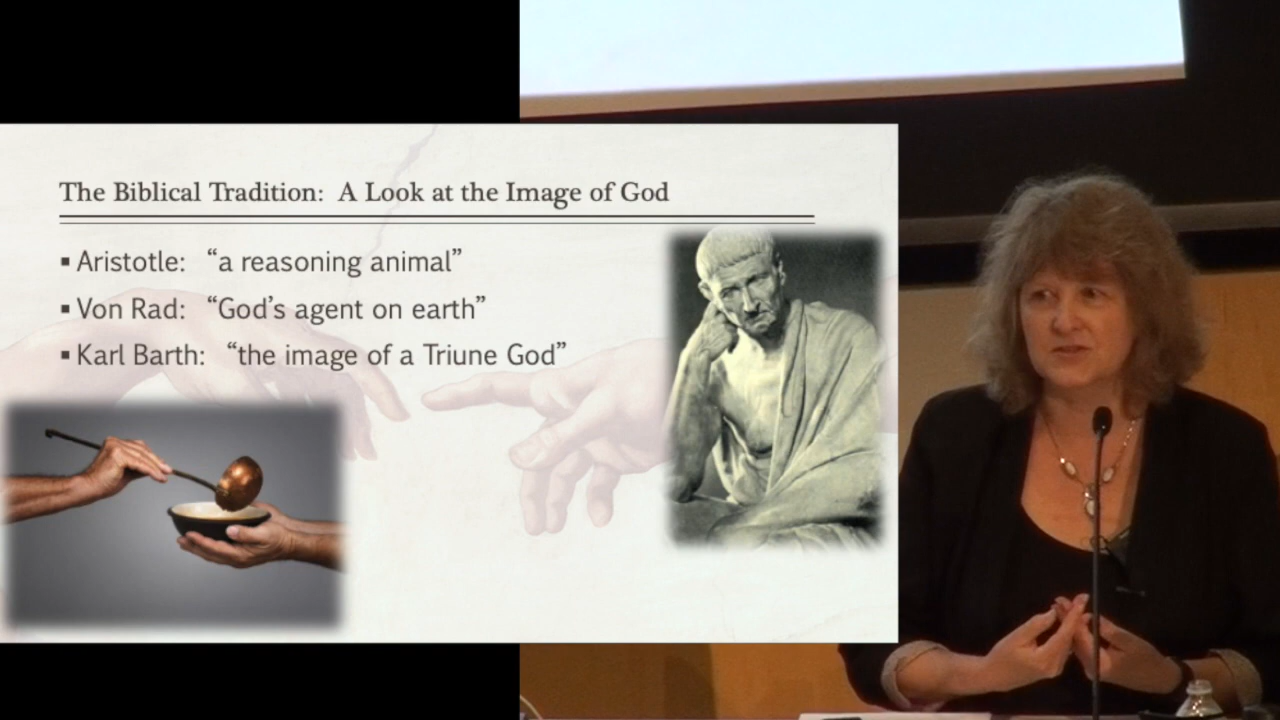 The Biblical Tradition:  A Look at the Image of God
▪ Aristotle:  “a reasoning animal”
▪ Von Rad:  “God’s agent on earth”
▪ Karl Barth:  “the image of a Triune God”